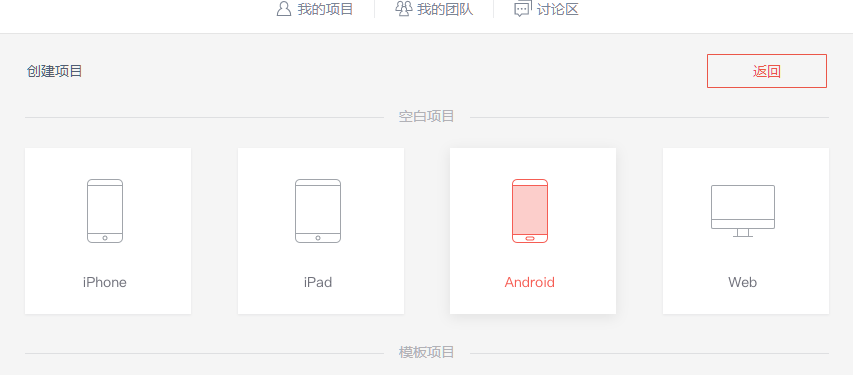 我的项目 我的团队 讨论区
创建项目 返回
空白项目
iPhone iPad Android Web
模板项目